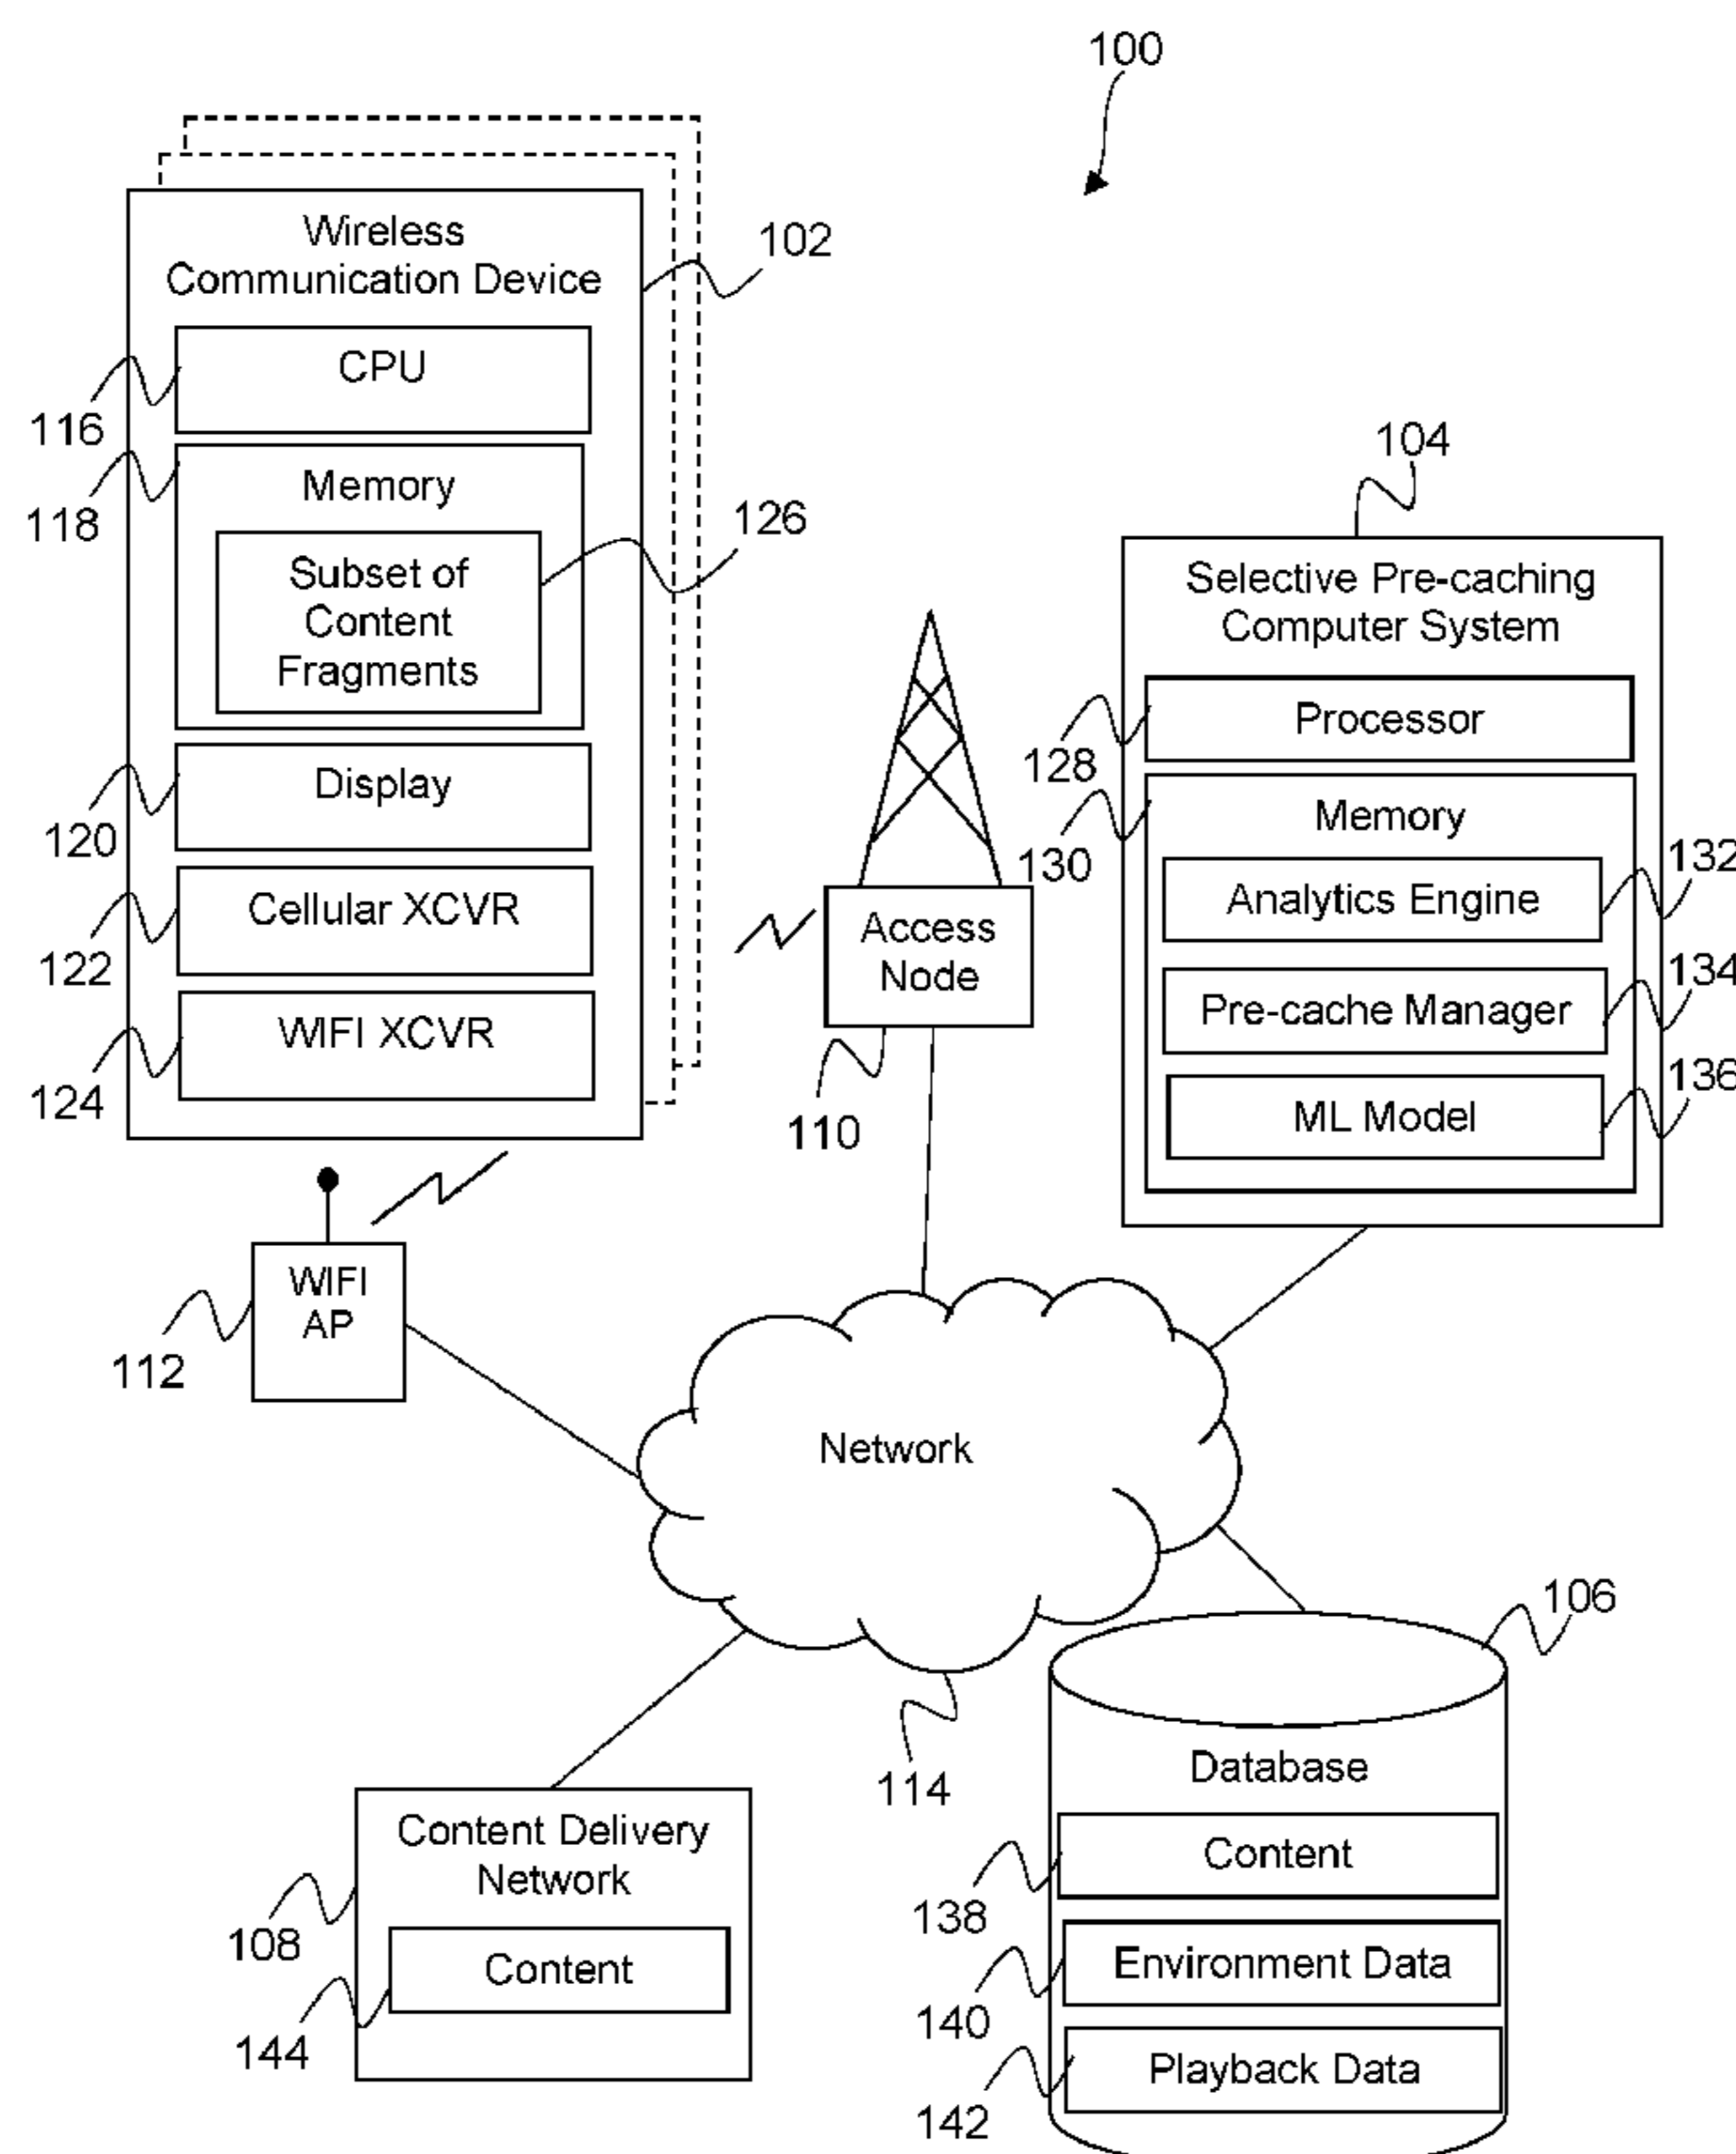 100
Wireless
Communication Device
102
CPU
116
Memory
118
Subset of
Content
Fragments
126
Display
120
Cellular XCVR
122
WIFI XCVR
124
104
Selective Pre-caching
Computer System
Processor
128
Memory
130
Analytics Engine
132
Pre-cache Manager
134
ML Model
136
Access
Node
110
WIFI
AP
112
Network
114
106
Database
Content
138
Environment Data
140
Playback Data
142
Content Delivery
Network
108
Content
144